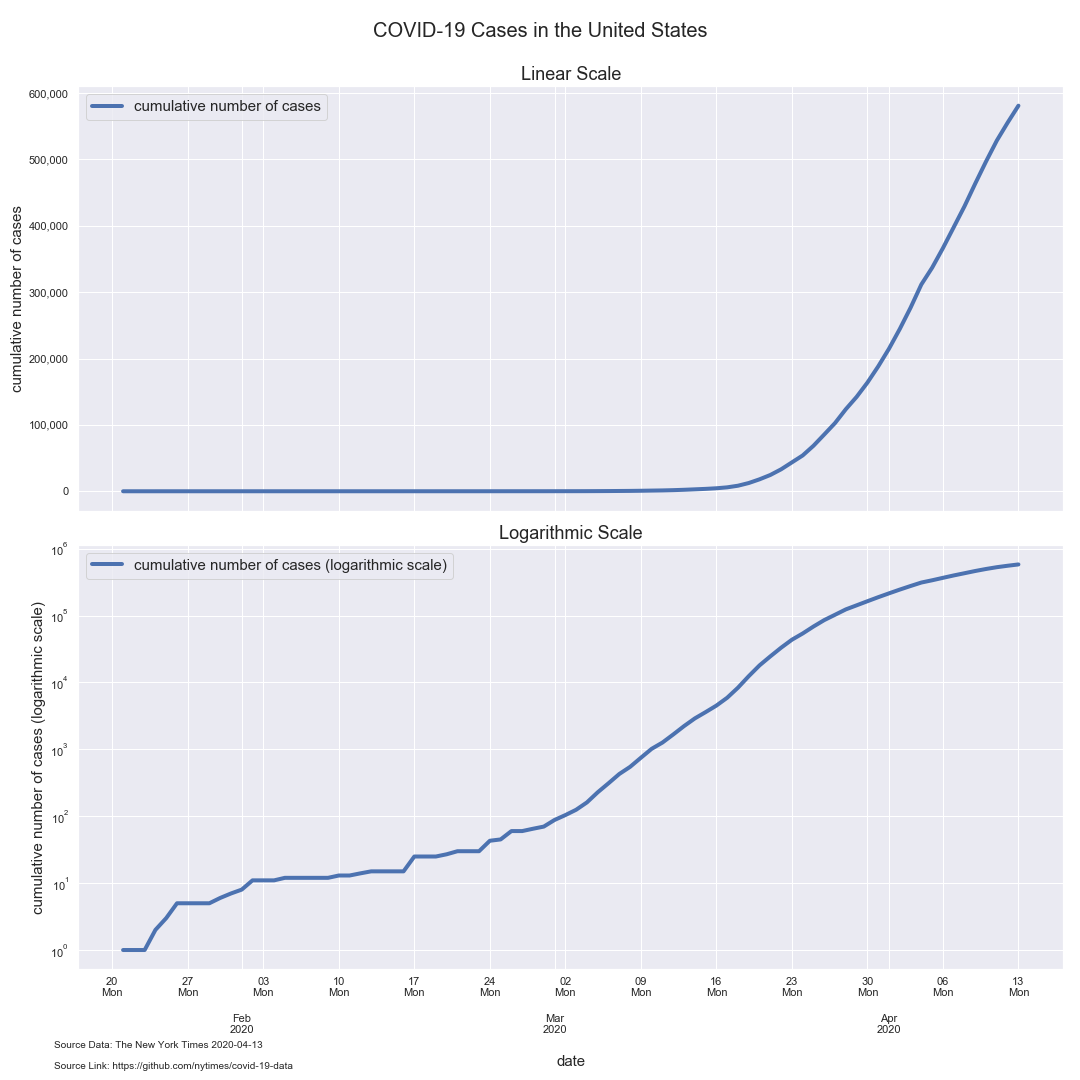 COVID-19 Cases in the United States
Linear Scale
cumulative number of cases
cumulative number of cases
600,000
500,000
400,000
300,000
200,000
100,000
0
Logarithmic Scale
cumulative number of cases (logarithmic scale)
cumulative number of cases (logarithmic scale)
10⁶
10⁵
10⁴
10³
10²
10¹
10⁰
20 27 03 10 17 24 02 09 16 23 30 06 13
Mon Mon Mon Mon Mon Mon Mon Mon Mon Mon Mon Mon Mon
Feb Mar Apr
2020 2020 2020
date
Source Data: The New York Times 2020-04-13
Source Link: https://github.com/nytimes/covid-19-data